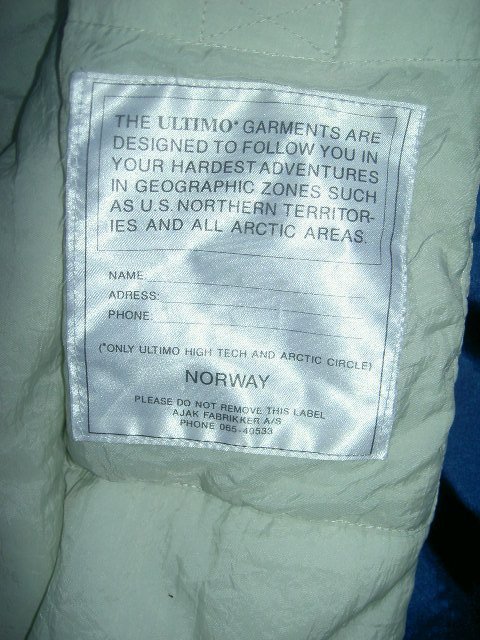 THE ULTIMO* GARMENTS ARE
DESIGNED TO FOLLOW YOU IN
YOUR HARDEST ADVENTURES
IN GEOGRAPHIC ZONES SUCH
AS U.S. NORTHERN TERRITOR-
IES AND ALL ARCTIC AREAS.
NAME:
ADRESS:
PHONE:
(*ONLY ULTIMO HIGH TECH AND ARCTIC CIRCLE)
NORWAY
PLEASE DO NOT REMOVE THIS LABEL
AJAK FABRIKKER A/S
PHONE 065-49533